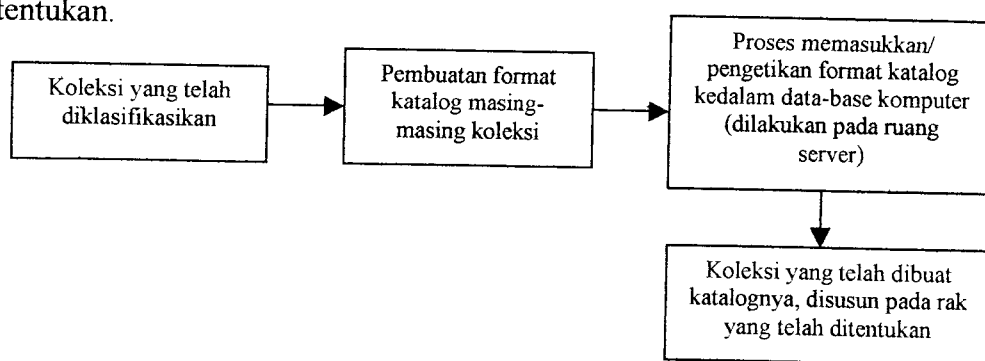 tentukan.
Koleksi yang telah
diklasifikasikan
Pembuatan format
katalog masing-
masing koleksi
Proses memasukkan/
pengetikan format katalog
kedalam data-base komputer
(dilakukan pada ruang
server)
Koleksi yang telah dibuat
katalognya, disusun pada rak
yang telah ditentukan